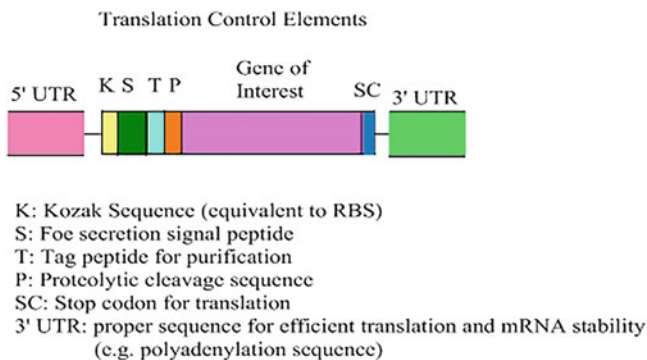 Translation Control Elements
Gene of
Interest
5' UTR K S T P SC 3' UTR
K: Kozak Sequence (equivalent to RBS)
S: Foe secretion signal peptide
T: Tag peptide for purification
P: Proteolytic cleavage sequence
SC: Stop codon for translation
3' UTR: proper sequence for efficient translation and mRNA stability
(e.g. polyadenylation sequence)